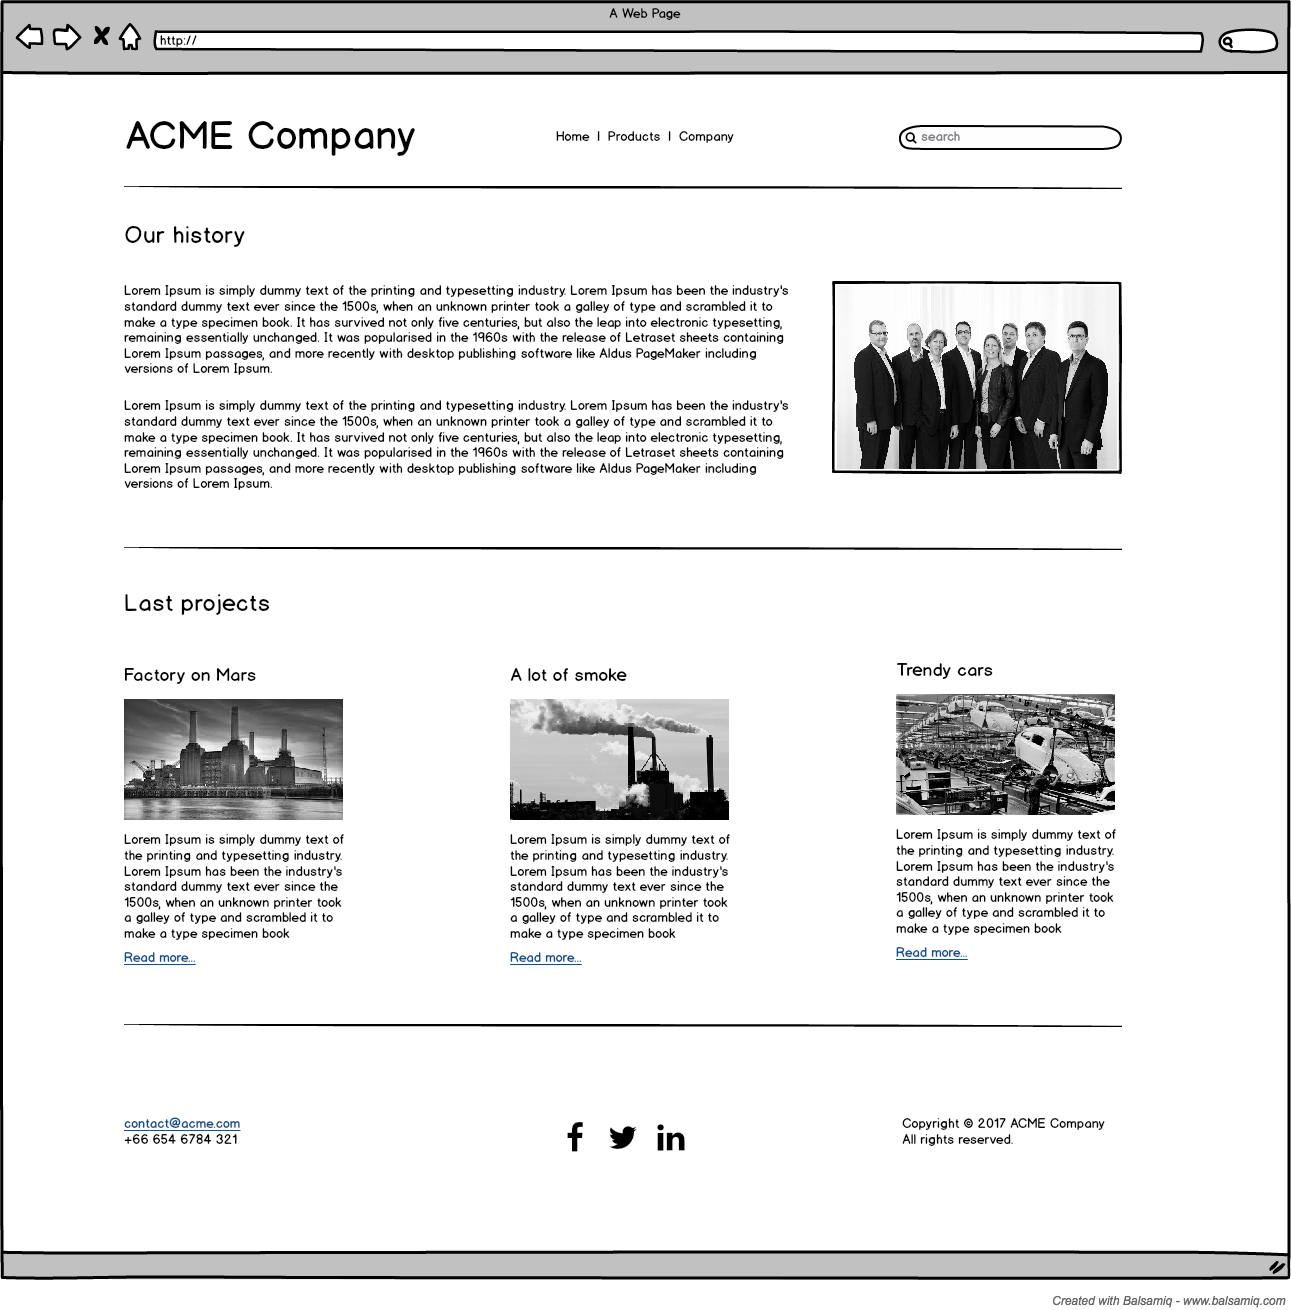 A Web Page
http://
ACME Company
Home | Products | Company
search
Our history
Lorem Ipsum is simply dummy text of the printing and typesetting industry. Lorem Ipsum has been the industry's
standard dummy text ever since the 1500s, when an unknown printer took a galley of type and scrambled it to
make a type specimen book. It has survived not only five centuries, but also the leap into electronic typesetting,
remaining essentially unchanged. It was popularised in the 1960s with the release of Letraset sheets containing
Lorem Ipsum passages, and more recently with desktop publishing software like Aldus PageMaker including
versions of Lorem Ipsum.
Lorem Ipsum is simply dummy text of the printing and typesetting industry. Lorem Ipsum has been the industry's
standard dummy text ever since the 1500s, when an unknown printer took a galley of type and scrambled it to
make a type specimen book. It has survived not only five centuries, but also the leap into electronic typesetting,
remaining essentially unchanged. It was popularised in the 1960s with the release of Letraset sheets containing
Lorem Ipsum passages, and more recently with desktop publishing software like Aldus PageMaker including
versions of Lorem Ipsum.
Last projects
Factory on Mars
Lorem Ipsum is simply dummy text of
the printing and typesetting industry.
Lorem Ipsum has been the industry's
standard dummy text ever since the
1500s, when an unknown printer took
a galley of type and scrambled it to
make a type specimen book
Read more...
A lot of smoke
Lorem Ipsum is simply dummy text of
the printing and typesetting industry.
Lorem Ipsum has been the industry's
standard dummy text ever since the
1500s, when an unknown printer took
a galley of type and scrambled it to
make a type specimen book
Read more...
Trendy cars
Lorem Ipsum is simply dummy text of
the printing and typesetting industry.
Lorem Ipsum has been the industry's
standard dummy text ever since the
1500s, when an unknown printer took
a galley of type and scrambled it to
make a type specimen book
Read more...
contact@acme.com
+66 654 6784 321
Copyright © 2017 ACME Company
All rights reserved.
Created with Balsamiq - www.balsamiq.com